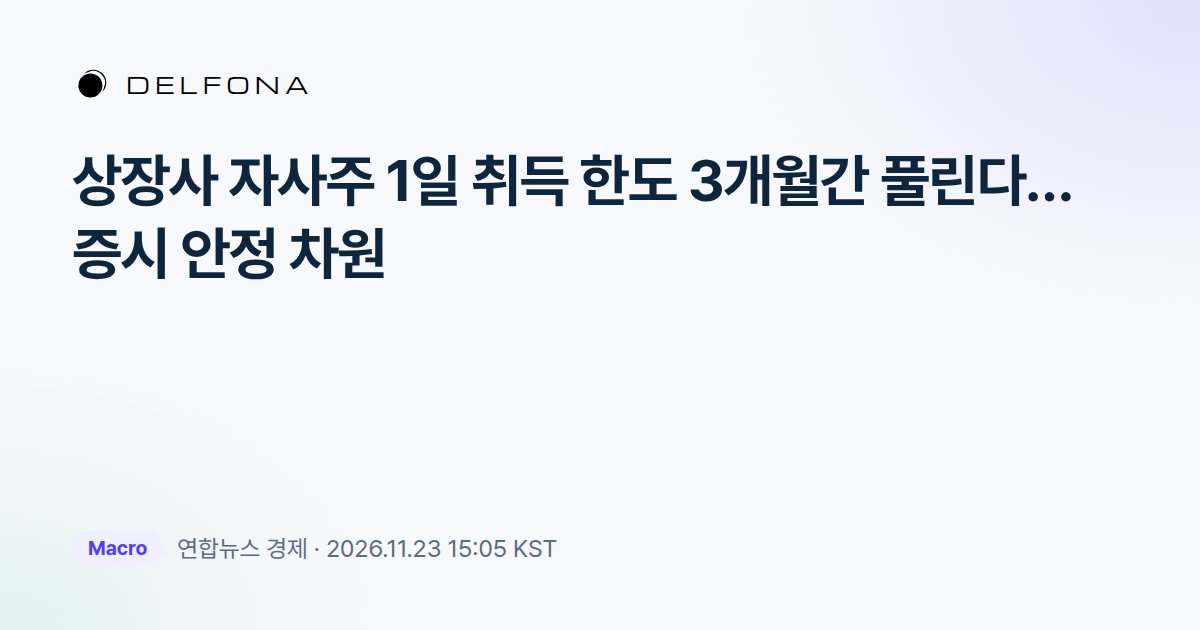 DELFONA
상장사 자사주 1일 취득 한도 3개월간 풀린다...
증시 안정 차원
Macro 연합뉴스 경제 · 2026.11.23 15:05 KST